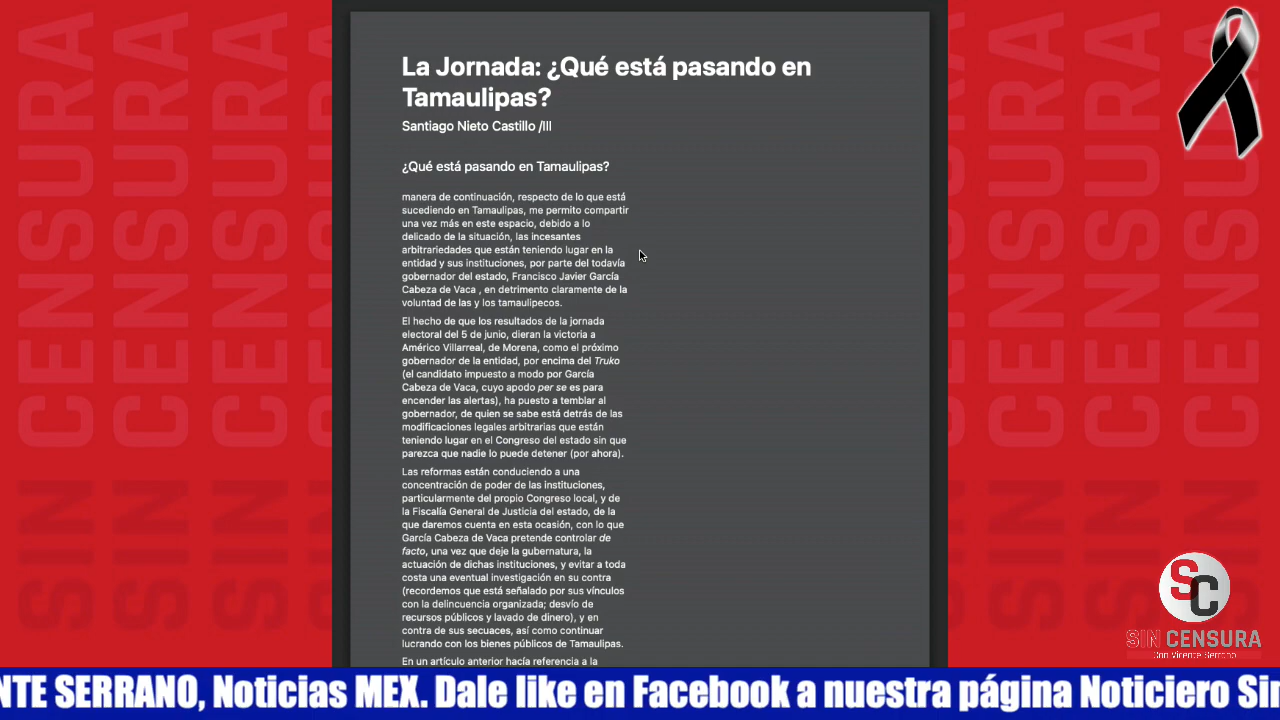 La Jornada: ¿Qué está pasando en
Tamaulipas?
Santiago Nieto Castillo /III
¿Qué está pasando en Tamaulipas?
manera de continuación, respecto de lo que está
sucediendo en Tamaulipas, me permito compartir
una vez más en este espacio, debido a lo
delicado de la situación, las incesantes
arbitrariedades que están teniendo lugar en la
entidad y sus instituciones, por parte del todavía
gobernador del estado, Francisco Javier García
Cabeza de Vaca , en detrimento claramente de la
voluntad de las y los tamaulipecos.
El hecho de que los resultados de la jornada
electoral del 5 de junio, dieran la victoria a
Américo Villarreal, de Morena, como el próximo
gobernador de la entidad, por encima del Truko
(el candidato impuesto a modo por García
Cabeza de Vaca, cuyo apodo per se es para
encender las alertas), ha puesto a temblar al
gobernador, de quien se sabe está detrás de las
modificaciones legales arbitrarias que están
teniendo lugar en el Congreso del estado sin que
parezca que nadie lo puede detener (por ahora).
Las reformas están conduciendo a una
concentración de poder de las instituciones,
particularmente del propio Congreso local, y de
la Fiscalía General de Justicia del estado, de la
que daremos cuenta en esta ocasión, con lo que
García Cabeza de Vaca pretende controlar de
facto, una vez que deje la gubernatura, la
actuación de dichas instituciones, y evitar a toda
costa una eventual investigación en su contra
(recordemos que está señalado por sus vínculos
con la delincuencia organizada; desvío de
recursos públicos y lavado de dinero), y en
contra de sus secuaces, así como continuar
lucrando con los bienes públicos de Tamaulipas.
En un artículo anterior hacía referencia a la
SIN CENSURA
SIN CENSURA
SIN CENSURA
SIN CENSURA
SIN CENSURA
SIN CENSURA
SC
SIN CENSURA
Con Vicente Serrano
NTE SERRANO, Noticias MEX. Dale like en Facebook a nuestra página Noticiero Sin